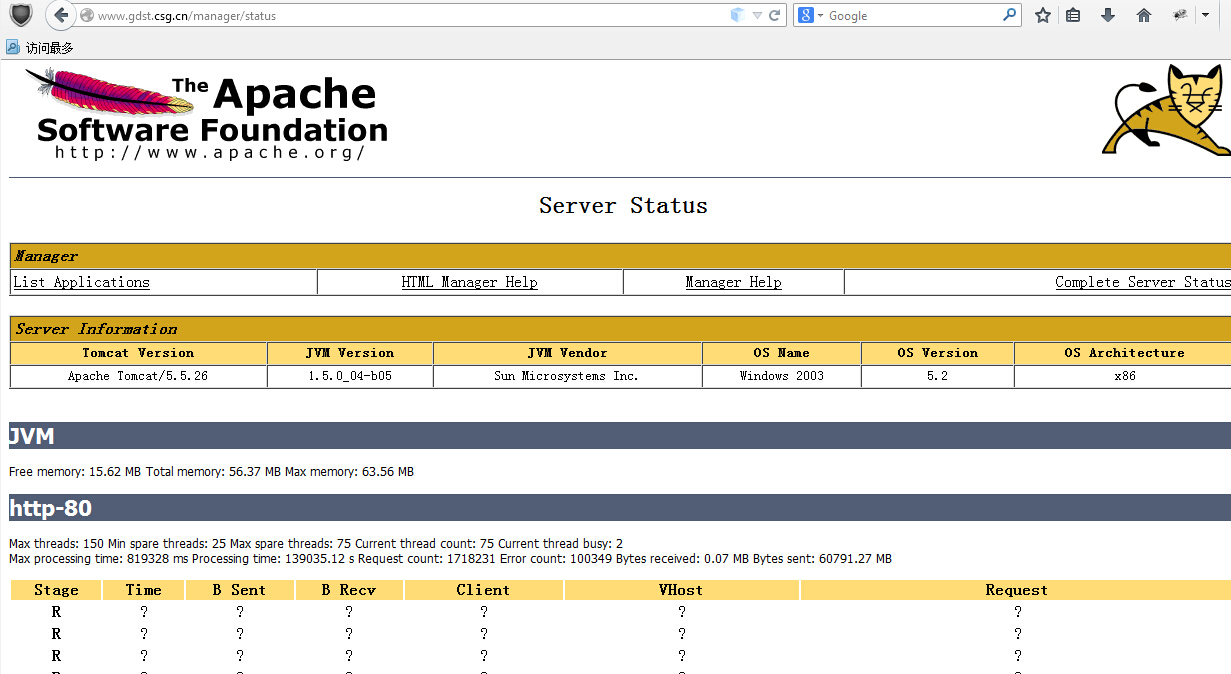 www.gdst.csg.cn/manager/status
Google
访问最多
The Apache
Software Foundation
http://www.apache.org/
Server Status
Manager
List Applications HTML Manager Help Manager Help Complete Server Status
Server Information
Tomcat Version JVM Version JVM Vendor OS Name OS Version OS Architecture
Apache Tomcat/5.5.26 1.5.0_04-b05 Sun Microsystems Inc. Windows 2003 5.2 x86
JVM
Free memory: 15.62 MB Total memory: 56.37 MB Max memory: 63.56 MB
http-80
Max threads: 150 Min spare threads: 25 Max spare threads: 75 Current thread count: 75 Current thread busy: 2
Max processing time: 819328 ms Processing time: 139035.12 s Request count: 1718231 Error count: 100349 Bytes received: 0.07 MB Bytes sent: 60791.27 MB
Stage Time B Sent B Recv Client VHost Request
R ? ? ? ? ? ?
R ? ? ? ? ? ?
R ? ? ? ? ? ?